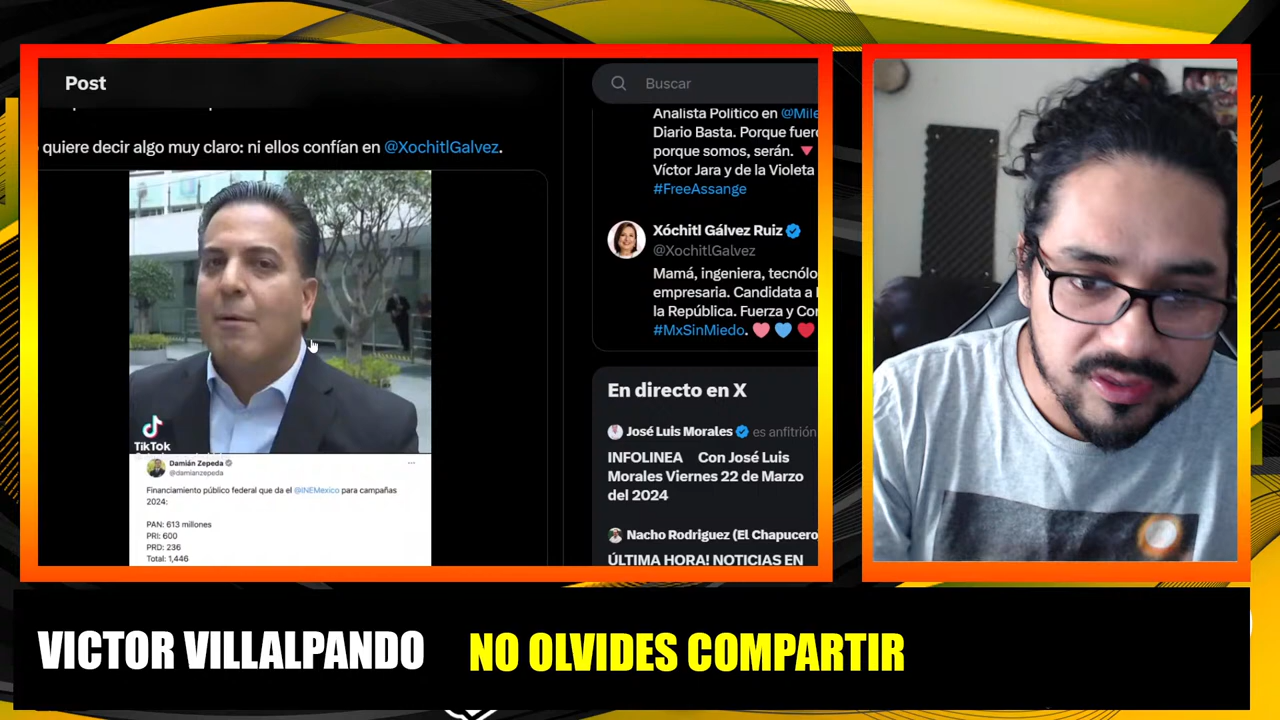 Post
quiere decir algo muy claro: ni ellos confían en @XochitlGalvez.
TikTok
Damián Zepeda
@damianzepeda
Financiamiento público federal que da el @INEMexico para campañas
2024:
PAN: 613 millones
PRI: 600
PRD: 236
Total: 1,446
Buscar
Analista Político en @Mile
Diario Basta. Porque fuero
porque somos, serán.
Víctor Jara y de la Violeta
#FreeAssange
Xóchitl Gálvez Ruiz
@XochitlGalvez
Mamá, ingeniera, tecnólo
empresaria. Candidata a
la República. Fuerza y Cor
#MxSinMiedo.
En directo en X
José Luis Morales es anfitrión
INFOLINEA Con José Luis
Morales Viernes 22 de Marzo
del 2024
Nacho Rodriguez (El Chapucero
ÚLTIMA HORA! NOTICIAS EN
VICTOR VILLALPANDO
NO OLVIDES COMPARTIR